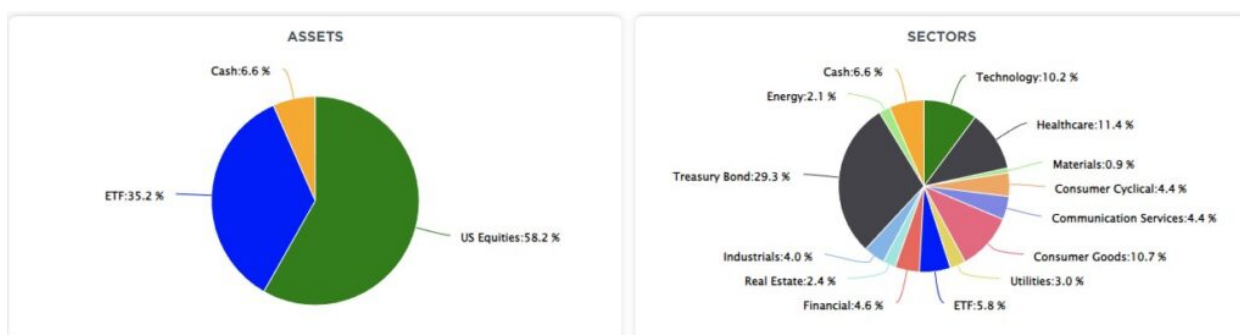 ASSETS
Cash:6.6 %
ETF:35.2 %
US Equities:58.2 %
SECTORS
Cash:6.6 %
Technology:10.2 %
Energy:2.1 %
Healthcare:11.4 %
Materials:0.9 %
Treasury Bond:29.3 %
Consumer Cyclical:4.4 %
Communication Services:4.4 %
Industrials:4.0 %
Consumer Goods:10.7 %
Real Estate:2.4 %
Utilities:3.0 %
Financial:4.6 %
ETF:5.8 %